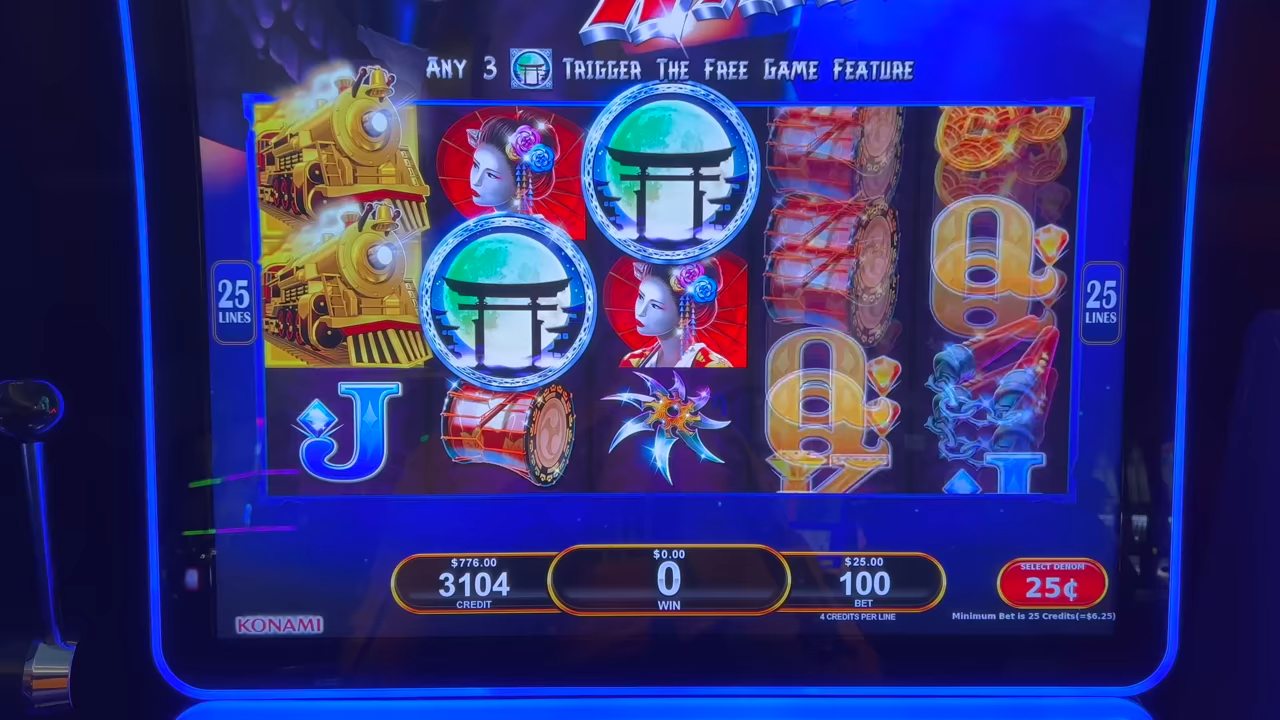 ANY 3 TRIGGER THE FREE GAME FEATURE
25
LINES
25
LINES
J
Q
Q
J
$776.00
3104
CREDIT
$0.00
0
WIN
$25.00
100
BET
4 CREDITS PER LINE
SELECT DENOM
25¢
Minimum Bet is 25 Credits(=$6.25)
KONAMI